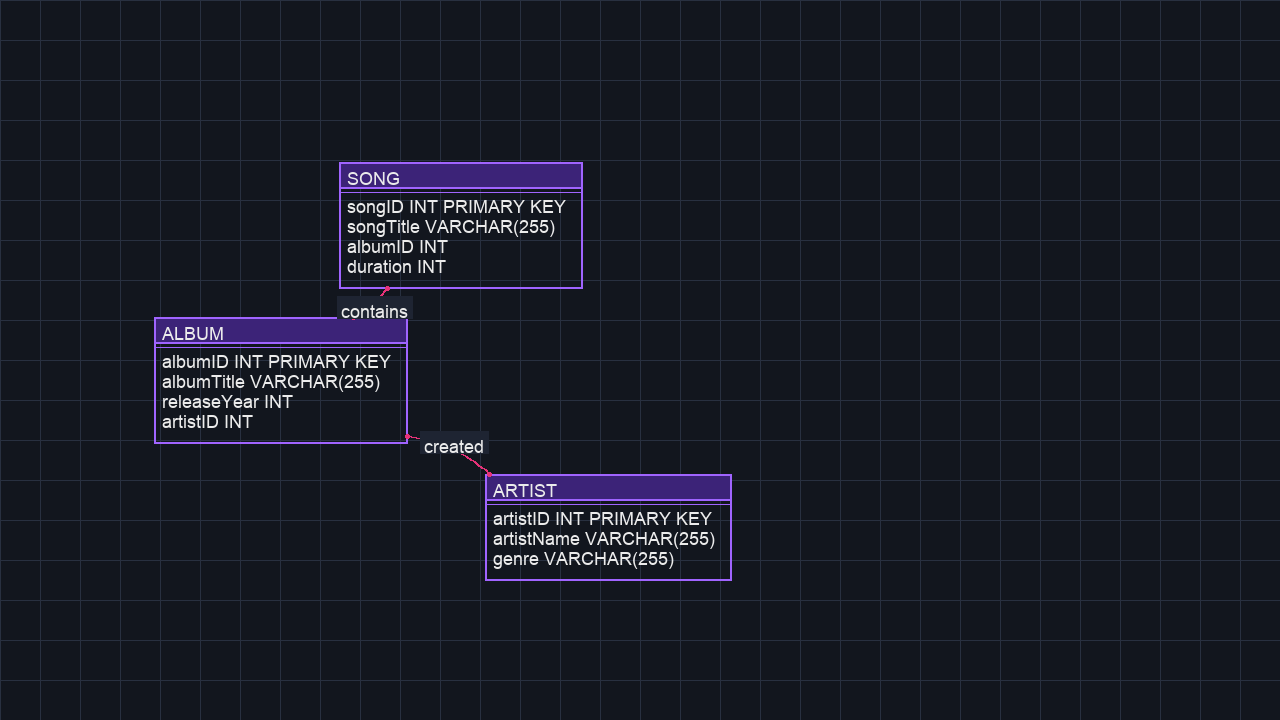 SONG
songID INT PRIMARY KEY
songTitle VARCHAR(255)
albumID INT
duration INT
contains
ALBUM
albumID INT PRIMARY KEY
albumTitle VARCHAR(255)
releaseYear INT
artistID INT
created
ARTIST
artistID INT PRIMARY KEY
artistName VARCHAR(255)
genre VARCHAR(255)